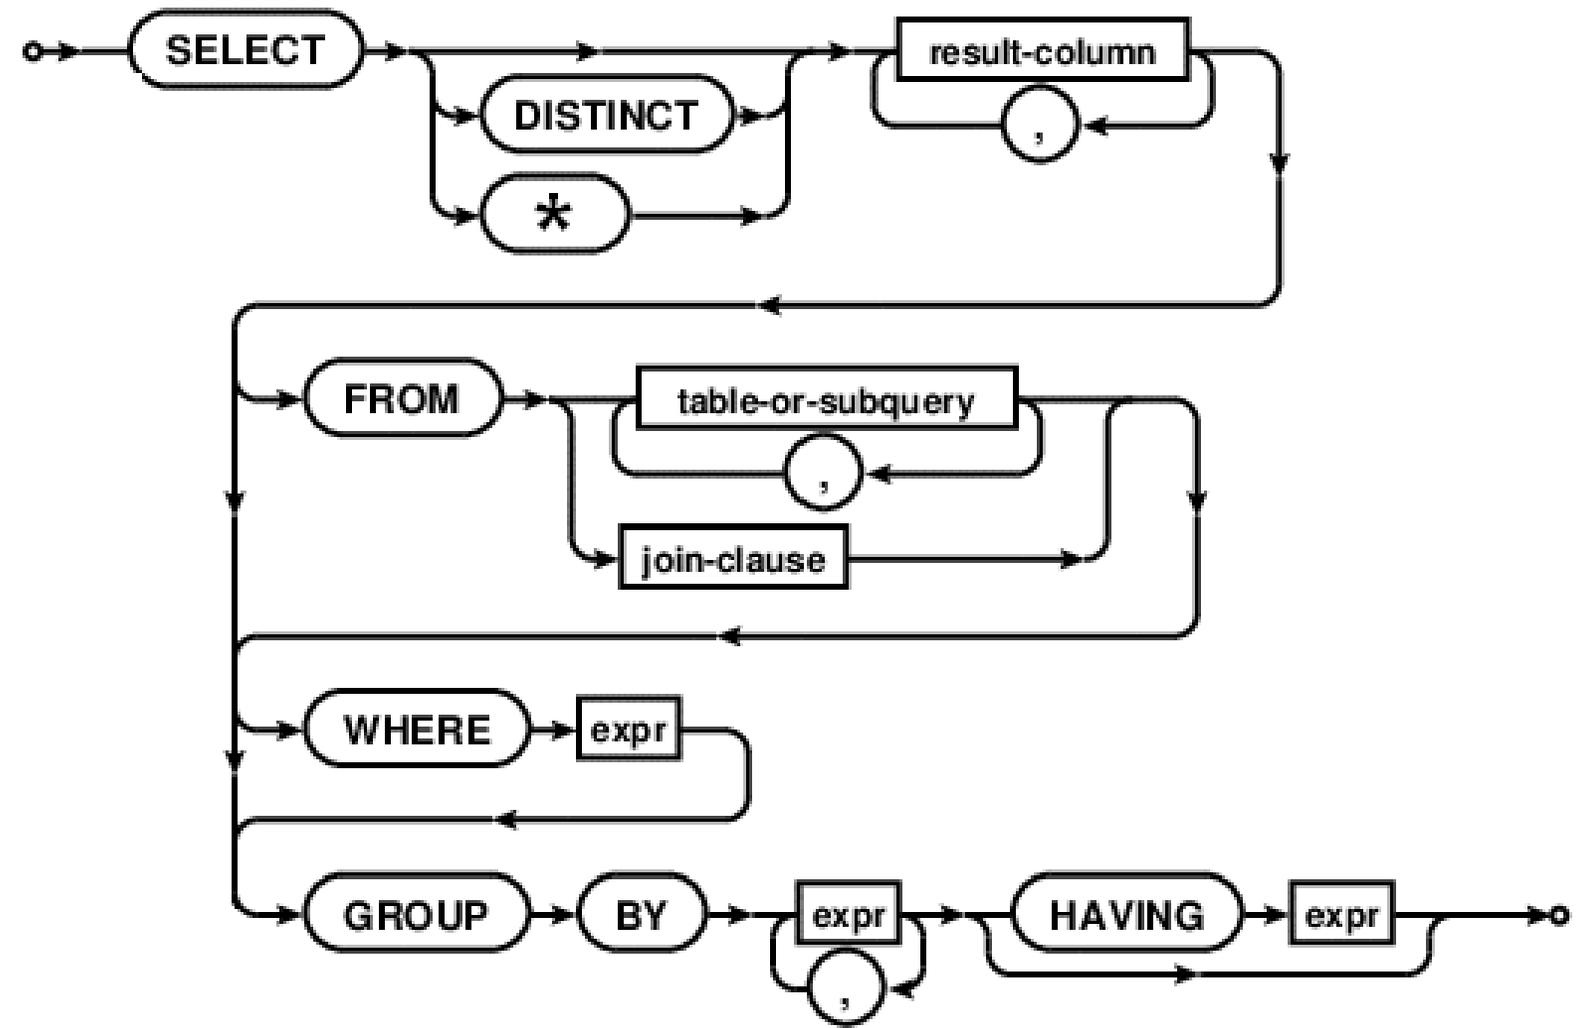 SELECT result-column
DISTINCT ,
*
FROM table-or-subquery
,
join-clause
WHERE expr
GROUP BY expr HAVING expr
,